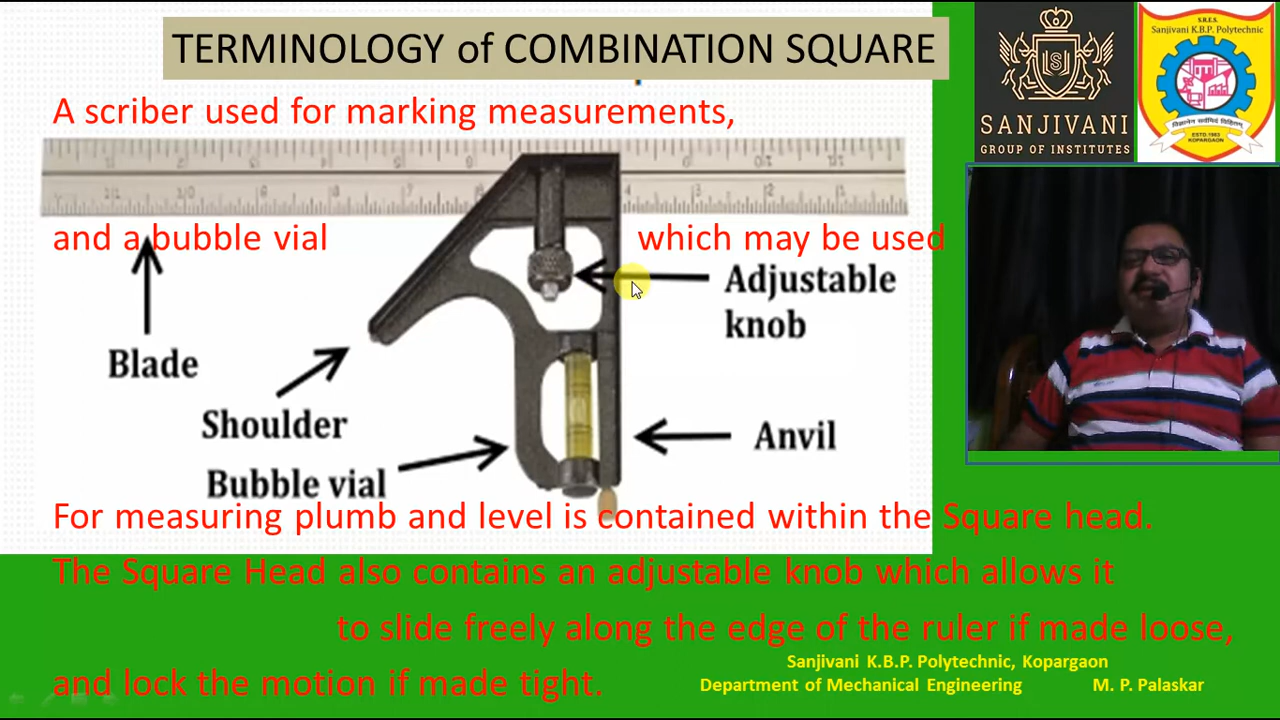 TERMINOLOGY of COMBINATION SQUARE
SANJIVANI
GROUP OF INSTITUTES
S.R.E.S.
Sanjivani K.B.P. Polytechnic
ESTD.1983
KOPARGAON
A scriber used for marking measurements,
and a bubble vial which may be used
Adjustable
knob
Blade
Shoulder
Anvil
Bubble vial
For measuring plumb and level is contained within the Square head.
The Square Head also contains an adjustable knob which allows it
to slide freely along the edge of the ruler if made loose,
and lock the motion if made tight.
Sanjivani K.B.P. Polytechnic, Kopargaon
Department of Mechanical Engineering M. P. Palaskar